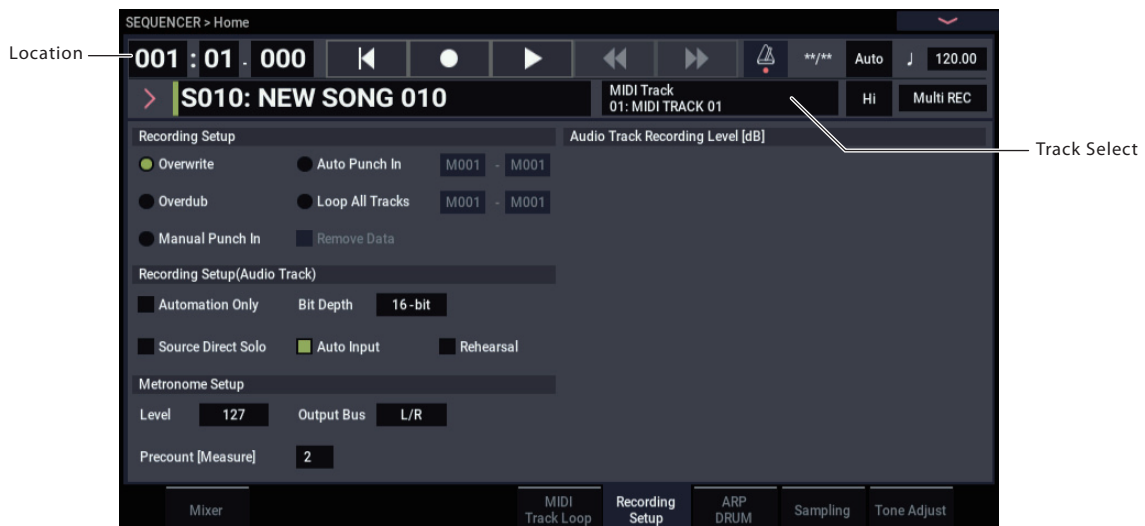 SEQUENCER > Home
Location
001 : 01 . 000
**/**
Auto
♩ 120.00
S010: NEW SONG 010
MIDI Track
01: MIDI TRACK 01
Hi
Multi REC
Track Select
Recording Setup
Audio Track Recording Level [dB]
Overwrite
Auto Punch In
M001 - M001
Overdub
Loop All Tracks
M001 - M001
Manual Punch In
Remove Data
Recording Setup(Audio Track)
Automation Only
Bit Depth
16-bit
Source Direct Solo
Auto Input
Rehearsal
Metronome Setup
Level
127
Output Bus
L/R
Precount [Measure]
2
Mixer
MIDI
Track Loop
Recording
Setup
ARP
DRUM
Sampling
Tone Adjust